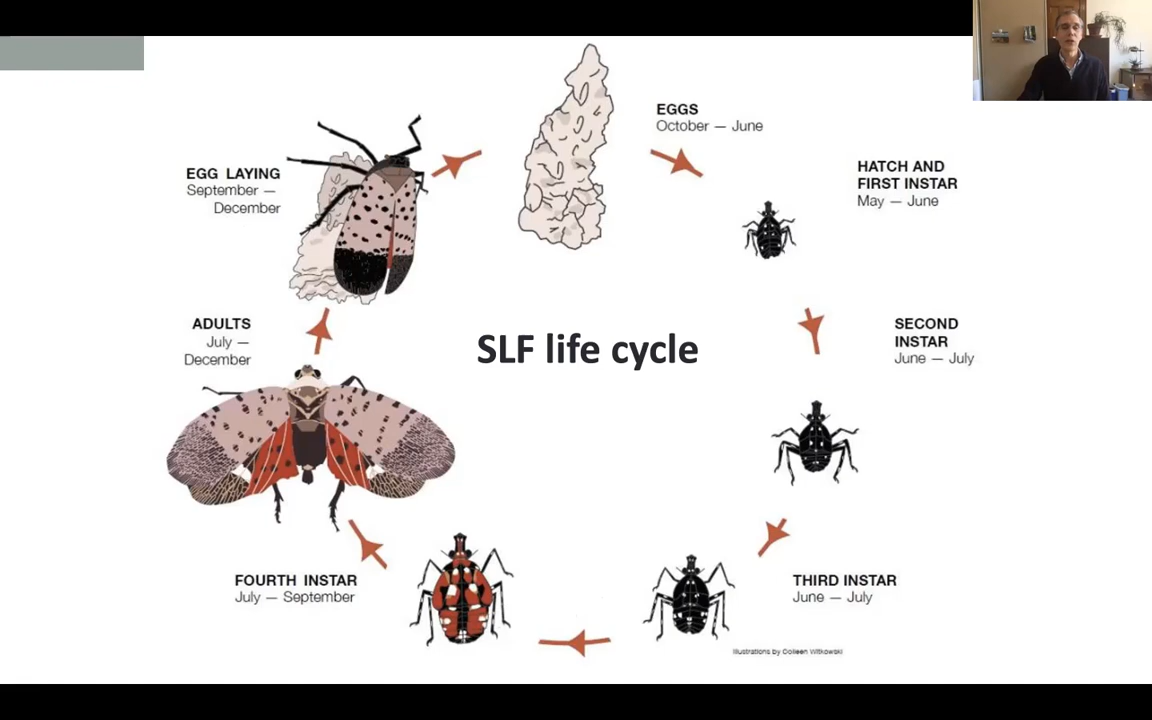 EGGS
October — June
HATCH AND
FIRST INSTAR
May — June
SECOND
INSTAR
June — July
THIRD INSTAR
June — July
Illustrations by Colleen Witkowski
FOURTH INSTAR
July — September
ADULTS
July —
December
EGG LAYING
September —
December
SLF life cycle